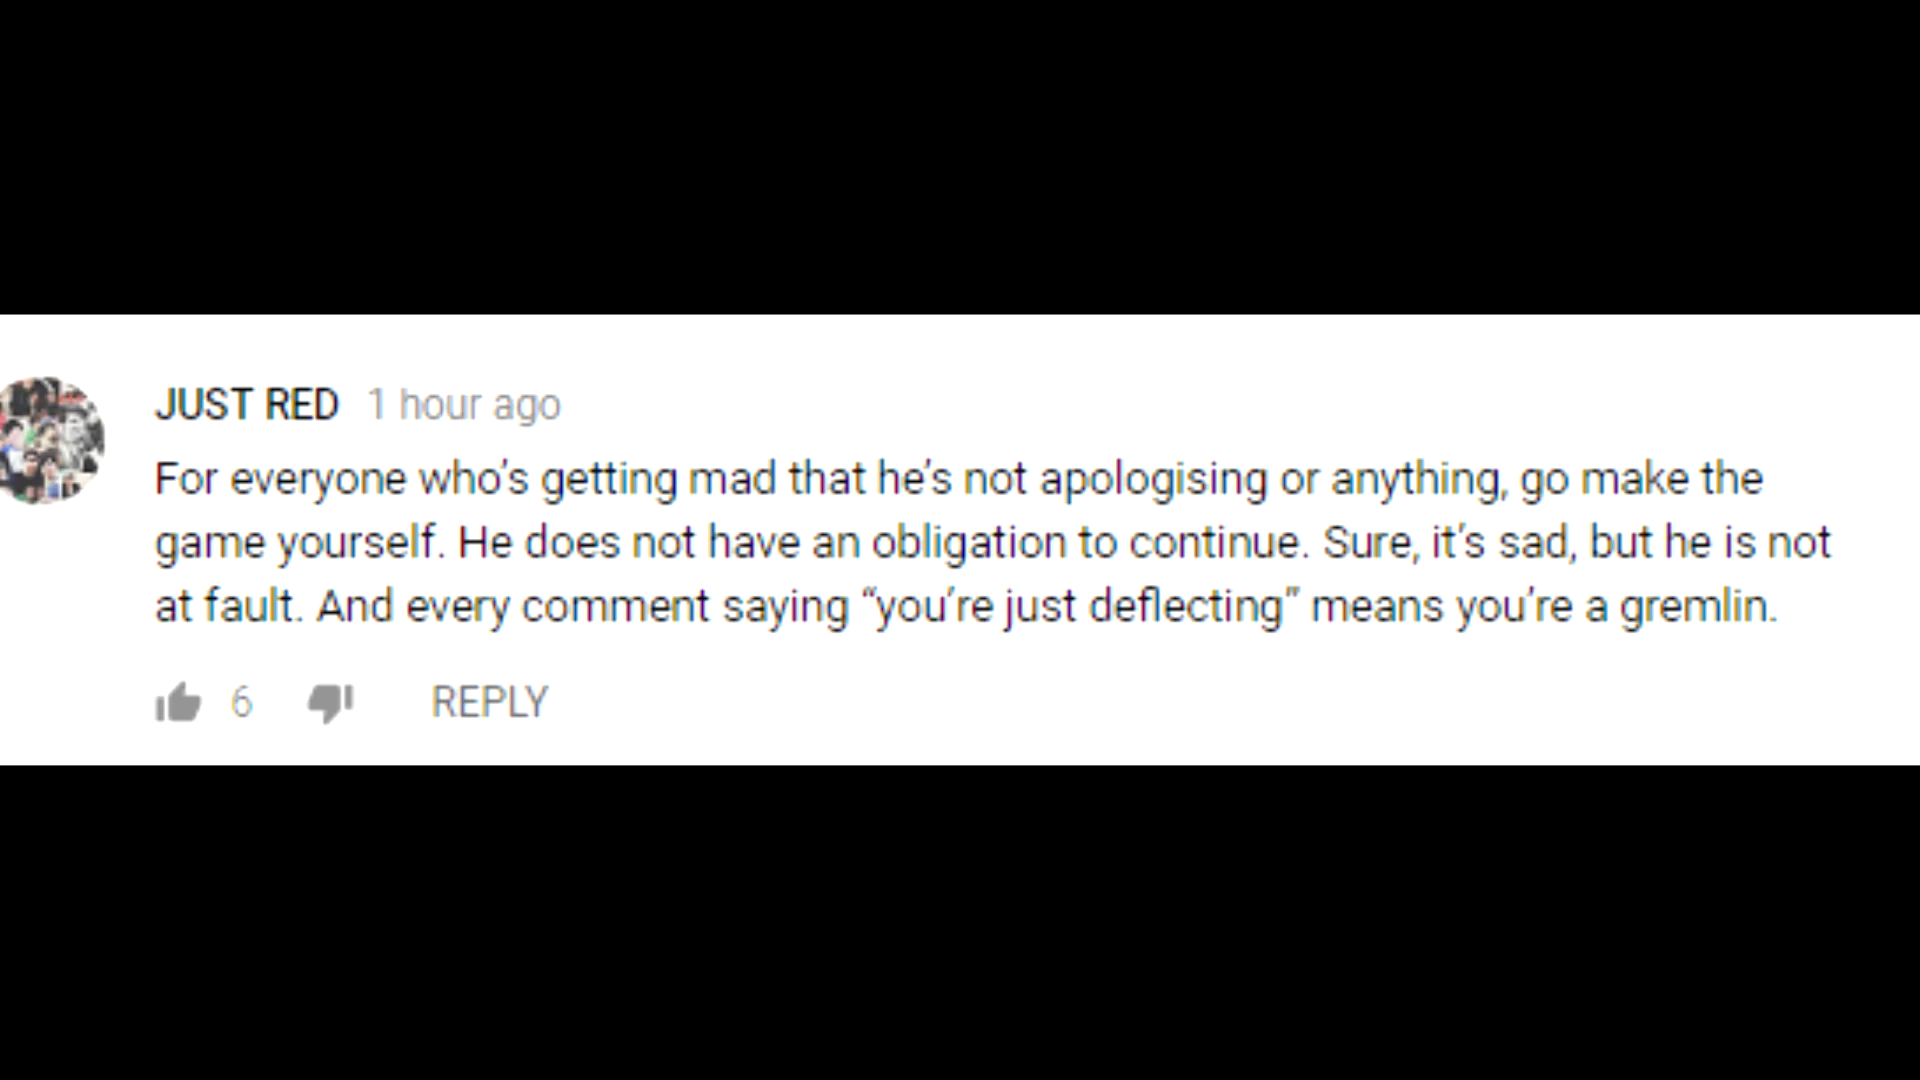 JUST RED 1 hour ago
For everyone who’s getting mad that he’s not apologising or anything, go make the
game yourself. He does not have an obligation to continue. Sure, it’s sad, but he is not
at fault. And every comment saying “you’re just deflecting” means you’re a gremlin.
6 REPLY